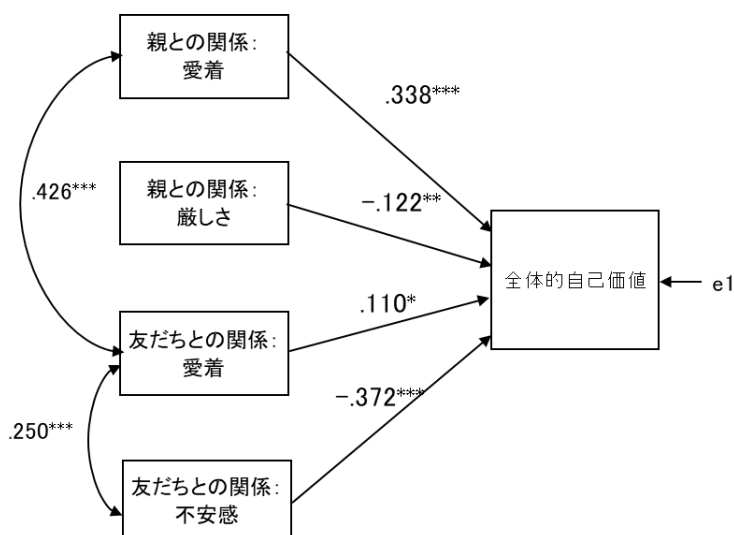 親との関係：
愛着
.338***
.426***
親との関係：
厳しさ
−.122**
全体的自己価値
e1
.110*
友だちとの関係：
愛着
−.372***
.250***
友だちとの関係：
不安感